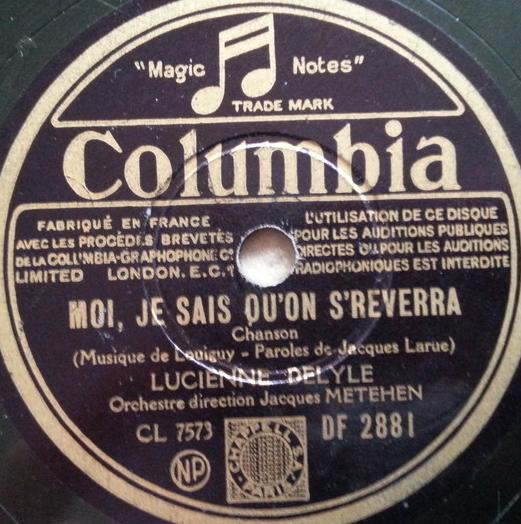 "Magic Notes"
TRADE MARK
Columbia
FABRIQUÉ EN FRANCE
AVEC LES PROCÉDÉS BREVETÉS
DE LA COLUMBIA-GRAPHOPHONE Cº
LIMITED LONDON. E.C.1
L'UTILISATION DE CE DISQUE
POUR LES AUDITIONS PUBLIQUES
DIRECTES OU POUR LES AUDITIONS
RADIOPHONIQUES EST INTERDITE
MOI, JE SAIS QU'ON S'REVERRA
Chanson
(Musique de Louiguy - Paroles de Jacques Larue)
LUCIENNE DELYLE
Orchestre direction Jacques METEHEN
CL 7573 DF 2881
NP
CHAPPELL S.A.
PARIS